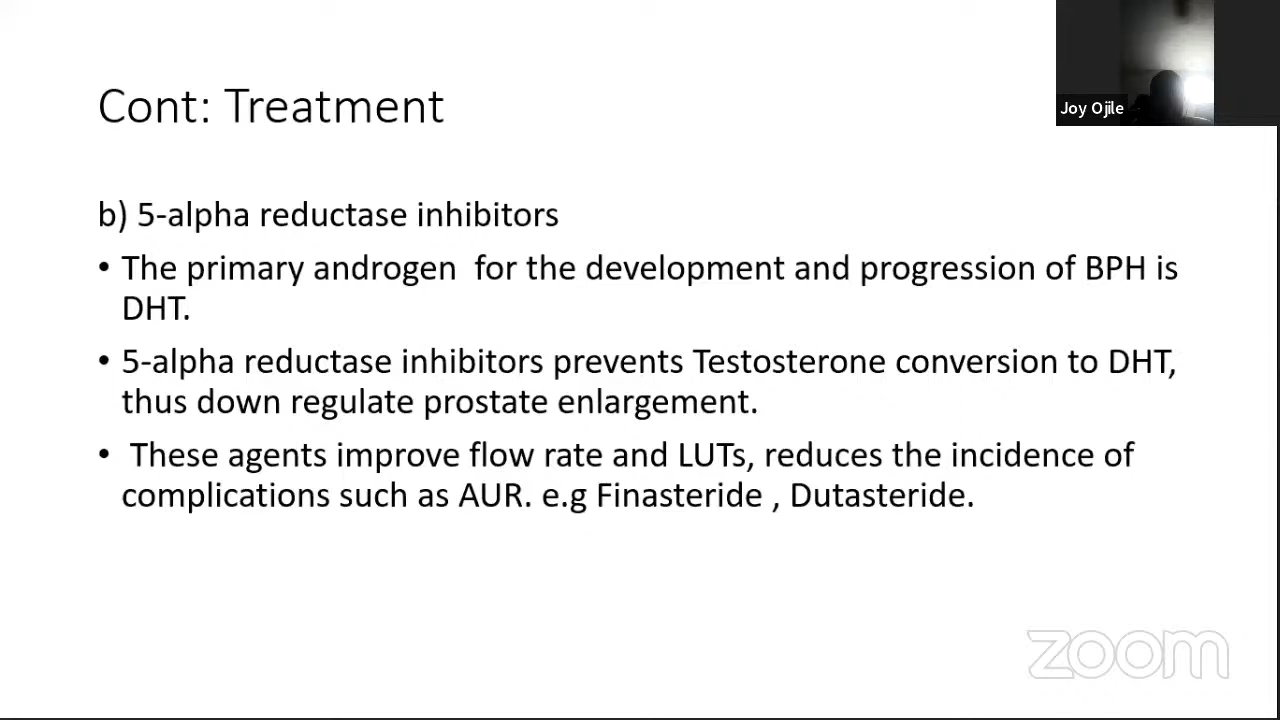 Cont: Treatment
Joy Ojile
b) 5-alpha reductase inhibitors
• The primary androgen  for the development and progression of BPH is
DHT.
• 5-alpha reductase inhibitors prevents Testosterone conversion to DHT,
thus down regulate prostate enlargement.
•  These agents improve flow rate and LUTs, reduces the incidence of
complications such as AUR. e.g Finasteride , Dutasteride.
zoom